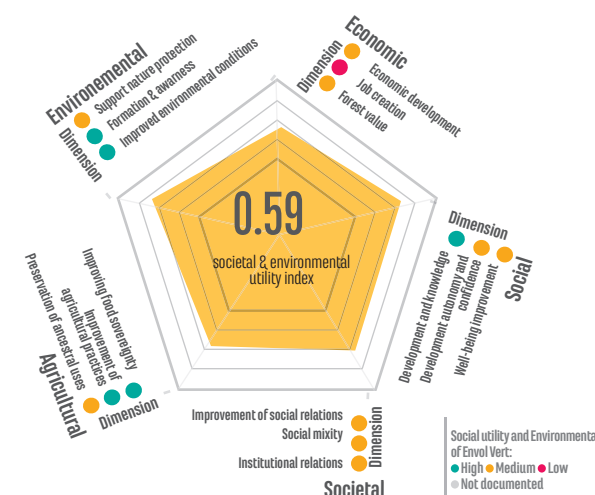 Environemental
Dimension
Support nature protection
Formation & awarness
Improved environmental conditions
Economic
Dimension
Economic development
Job creation
Forest value
0.59
societal & environmental
utility index
Dimension
Social
Development and knowledge
Development autonomy and
confidence
Well-being improvement
Improving food sovereignty
Improvement of
agricultural practices
Preservation of ancestral uses
Agricultural
Dimension
Improvement of social relations
Social mixity
Institutional relations
Dimension
Societal
Social utility and Environmenta
of Envol Vert:
High Medium Low
Not documented